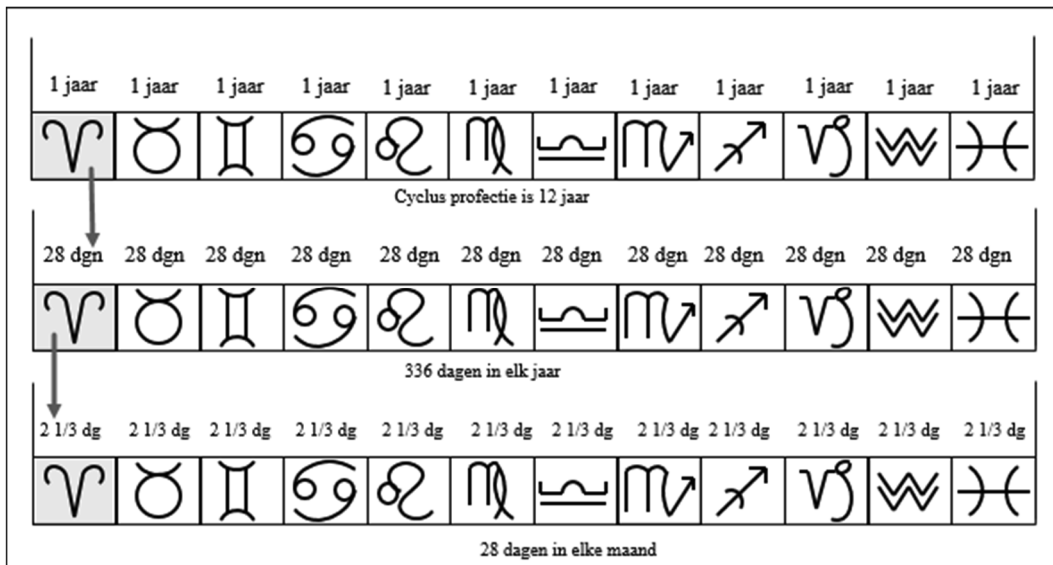 1 jaar 1 jaar 1 jaar 1 jaar 1 jaar 1 jaar 1 jaar 1 jaar 1 jaar 1 jaar 1 jaar 1 jaar
♈ ♉ ♊ ♋ ♌ ♍ ♎ ♏ ♐ ♑ ♒ ♓
Cyclus profectie is 12 jaar
28 dgn 28 dgn 28 dgn 28 dgn 28 dgn 28 dgn 28 dgn 28 dgn 28 dgn 28 dgn 28 dgn 28 dgn
♈ ♉ ♊ ♋ ♌ ♍ ♎ ♏ ♐ ♑ ♒ ♓
336 dagen in elk jaar
2 1/3 dg 2 1/3 dg 2 1/3 dg 2 1/3 dg 2 1/3 dg 2 1/3 dg 2 1/3 dg 2 1/3 dg 2 1/3 dg 2 1/3 dg 2 1/3 dg 2 1/3 dg
♈ ♉ ♊ ♋ ♌ ♍ ♎ ♏ ♐ ♑ ♒ ♓
28 dagen in elke maand